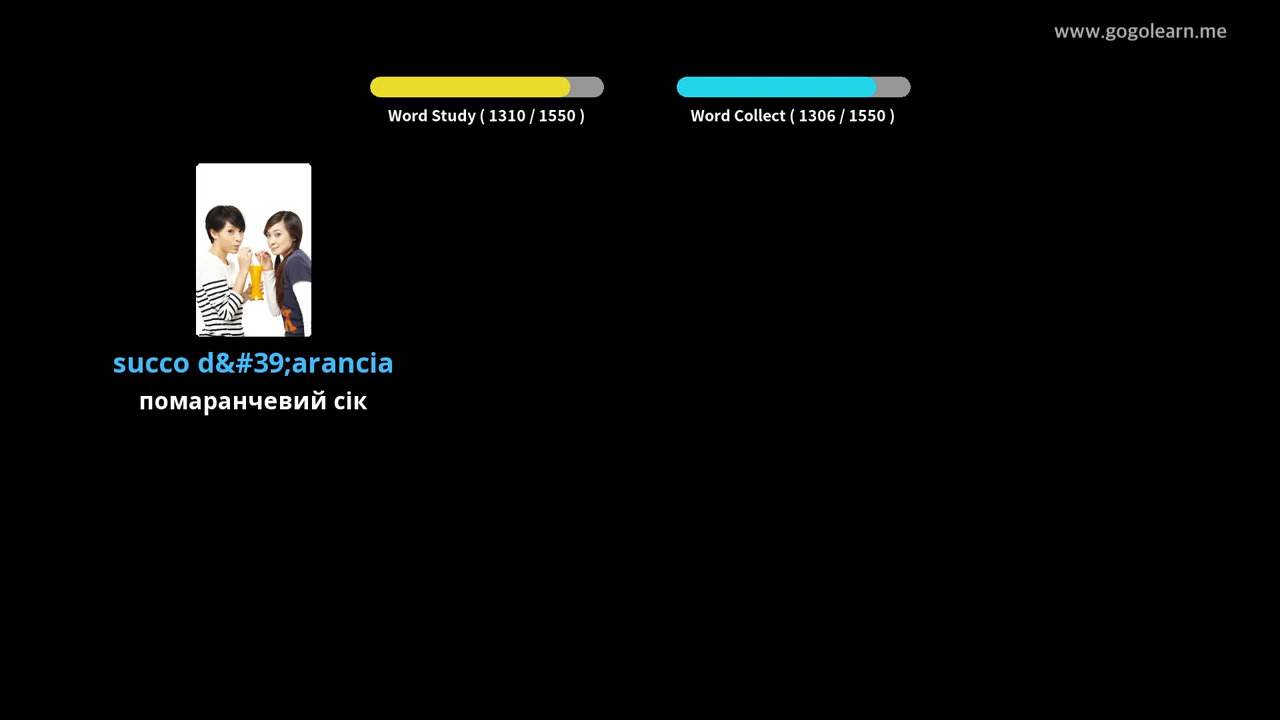 www.gogolearn.me
Word Study ( 1310 / 1550 )
Word Collect ( 1306 / 1550 )
succo d&#39;arancia
помаранчевий сік